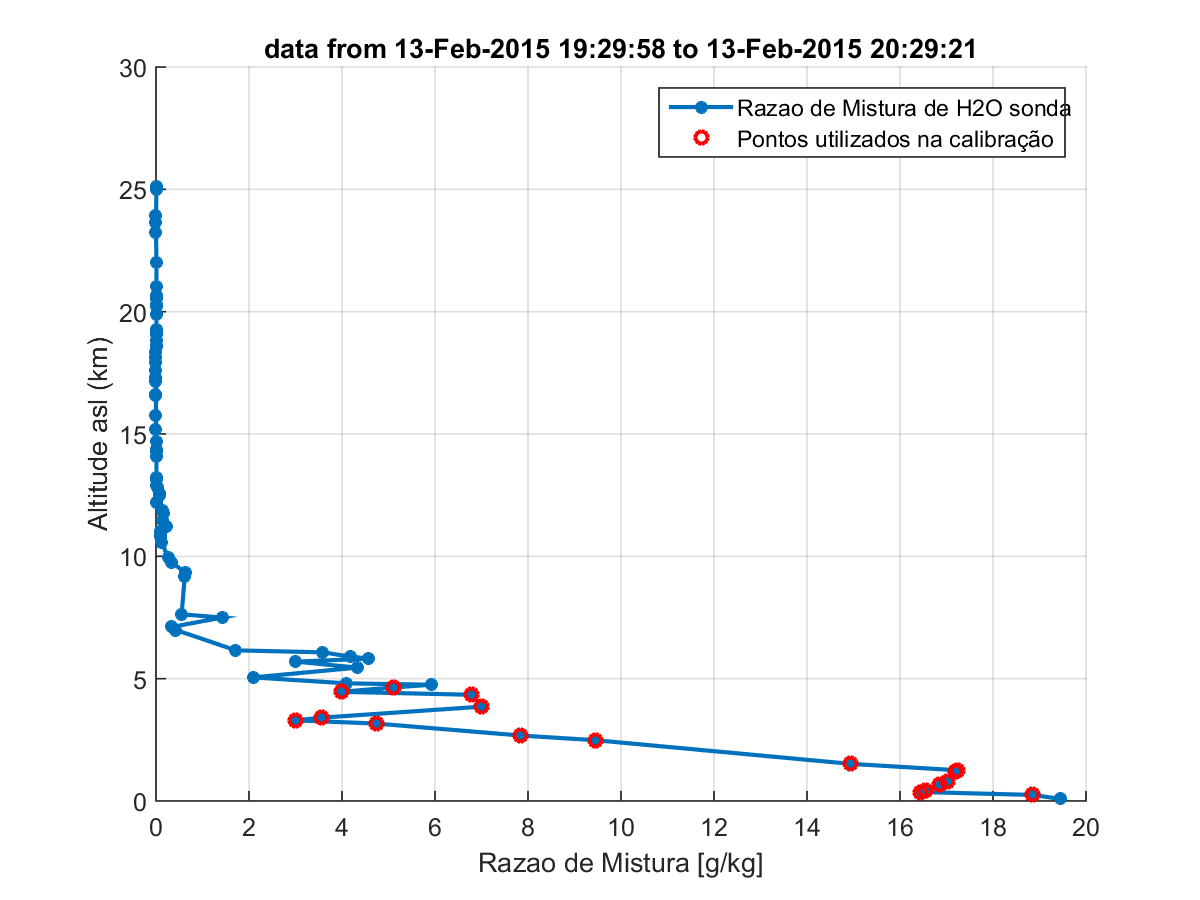 data from 13-Feb-2015 19:29:58 to 13-Feb-2015 20:29:21
Razao de Mistura de H2O sonda
Pontos utilizados na calibração
30
25
20
15
10
5
0
Altitude asl (km)
0 2 4 6 8 10 12 14 16 18 20
Razao de Mistura [g/kg]